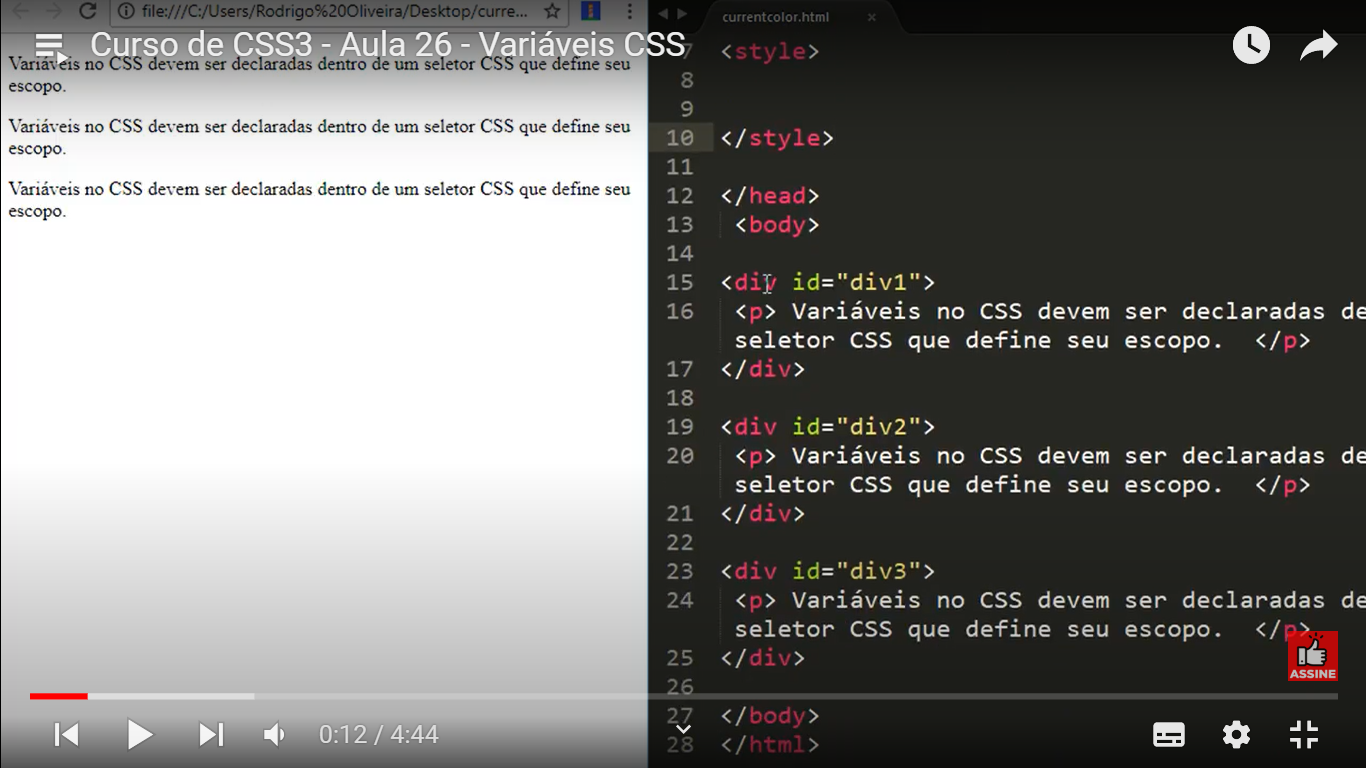 file:///C:/Users/Rodrigo%20Oliveira/Desktop/curre...
Curso de CSS3 - Aula 26 - Variáveis CSS
Variáveis no CSS devem ser declaradas dentro de um seletor CSS que define seu
escopo.
Variáveis no CSS devem ser declaradas dentro de um seletor CSS que define seu
escopo.
Variáveis no CSS devem ser declaradas dentro de um seletor CSS que define seu
escopo.
currentcolor.html ×
7 <style>
8
9
10 </style>
11
12 </head>
13 <body>
14
15 <div id="div1">
16 <p> Variáveis no CSS devem ser declaradas de
seletor CSS que define seu escopo. </p>
17 </div>
18
19 <div id="div2">
20 <p> Variáveis no CSS devem ser declaradas de
seletor CSS que define seu escopo. </p>
21 </div>
22
23 <div id="div3">
24 <p> Variáveis no CSS devem ser declaradas de
seletor CSS que define seu escopo. </p>
25 </div>
26
27 </body>
28 </html>
ASSINE
0:12 / 4:44